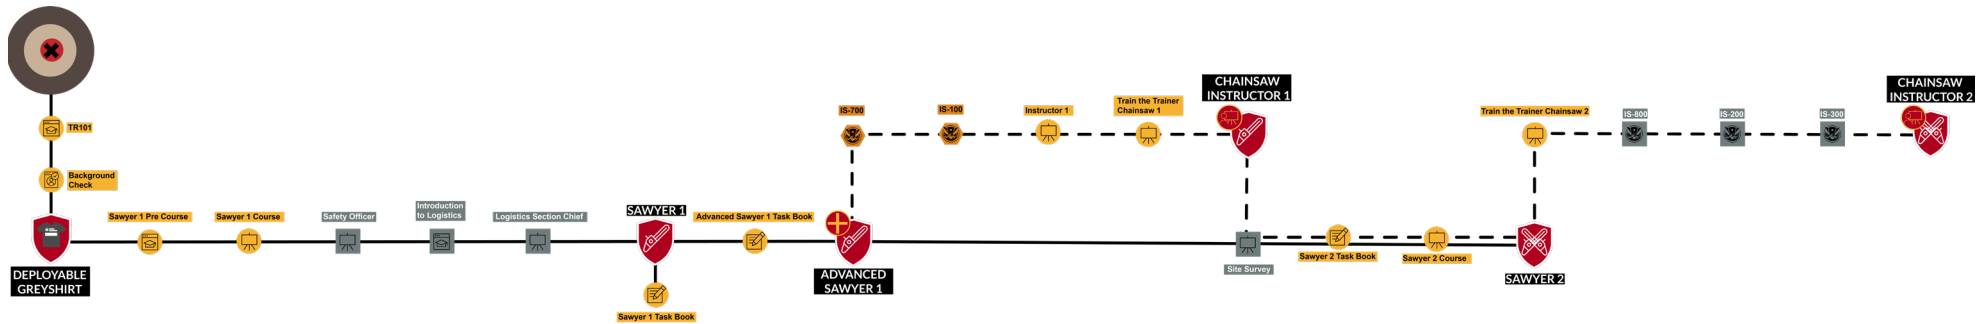 TR101
Background
Check
DEPLOYABLE
GREYSHIRT
Sawyer 1 Pre Course
Sawyer 1 Course
Safety Officer
Introduction
to Logistics
Logistics Section Chief
SAWYER 1
Sawyer 1 Task Book
Advanced Sawyer 1 Task Book
ADVANCED
SAWYER 1
IS-700
IS-100
Instructor 1
Train the Trainer
Chainsaw 1
CHAINSAW
INSTRUCTOR 1
Site Survey
Sawyer 2 Task Book
Sawyer 2 Course
SAWYER 2
Train the Trainer Chainsaw 2
IS-800
IS-200
IS-300
CHAINSAW
INSTRUCTOR 2